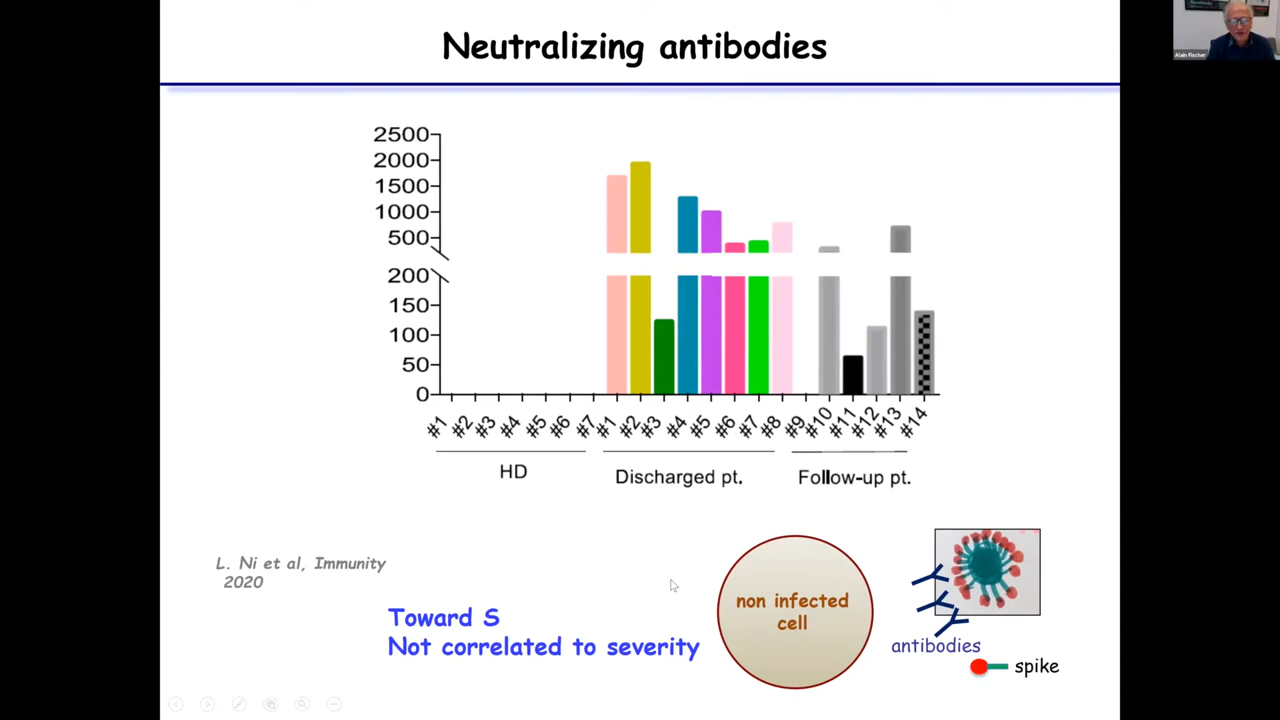 Neutralizing antibodies
Alain Fischer
2500
2000
1500
1000
500
200
150
100
50
0
#1 #2 #3 #4 #5 #6 #7 #1 #2 #3 #4 #5 #6 #7 #8 #9 #10 #11 #12 #13 #14
HD Discharged pt. Follow-up pt.
L. Ni et al, Immunity
2020
Toward S
Not correlated to severity
non infected
cell
antibodies
spike